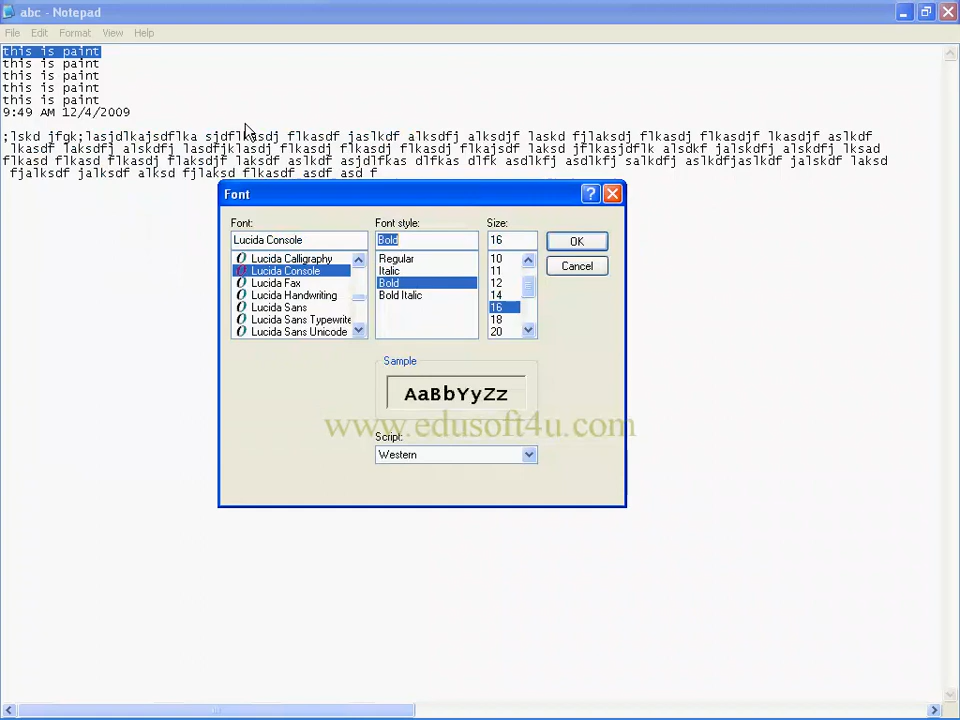 abc - Notepad
File Edit Format View Help
this is paint
this is paint
this is paint
this is paint
this is paint
9:49 AM 12/4/2009
;lskd jfgk;lasjdlkajsdflka sjdflkasdj flkasdf jaslkdf alksdfj alksdjf laskd fjlaksdj flkasdj flkasdjf lkasdjf aslkdf
lkasdf laksdfj alskdfj lasdfjklasdj flkasdj flkasdj flkasdj flkajsdf laksd jflkasjdflk alsdkf jalskdfj alskdfj lksad
flkasd flkasd flkasdj flaksdjf laksdf aslkdf asjdlfkas dlfkas dlfk asdlkfj asdlkfj salkdfj aslkdfjaslkdf jalskdf laksd
fjalksdf jalksdf alksd fjlaksd flkasdf asdf asd f
Font
Font: Font style: Size:
Lucida Console Bold 16 OK
Lucida Calligraphy Regular 10
Lucida Console Italic 11 Cancel
Lucida Fax Bold 12
Lucida Handwriting Bold Italic 14
Lucida Sans 16
Lucida Sans Typewrite 18
Lucida Sans Unicode 20
Sample
AaBbYyZz
www.edusoft4u.com
Script:
Western